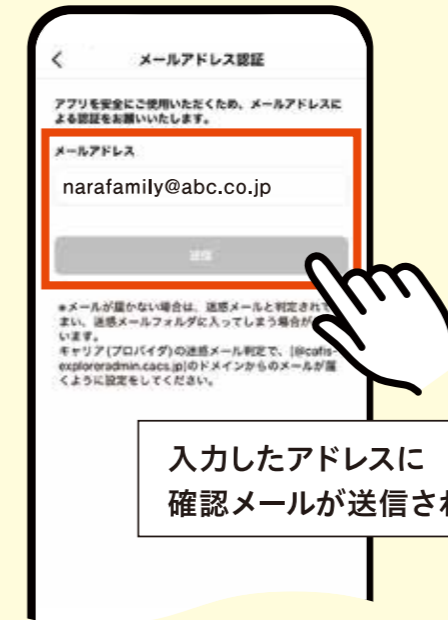 メールアドレス認証
アプリを安全にご使用いただくため、メールアドレスに
よる認証をお願いいたします。
メールアドレス
narafamily@abc.co.jp
送信
※メールが届かない場合は、迷惑メールと判定され
まい、迷惑メールフォルダに入ってしまう場合が
います。
キャリア(プロバイダ)の迷惑メール判定で、[@cafis-
explororadmin.cacs.jp]のドメインからのメールが届
くように設定をしてください。
入力したアドレスに
確認メールが送信さ